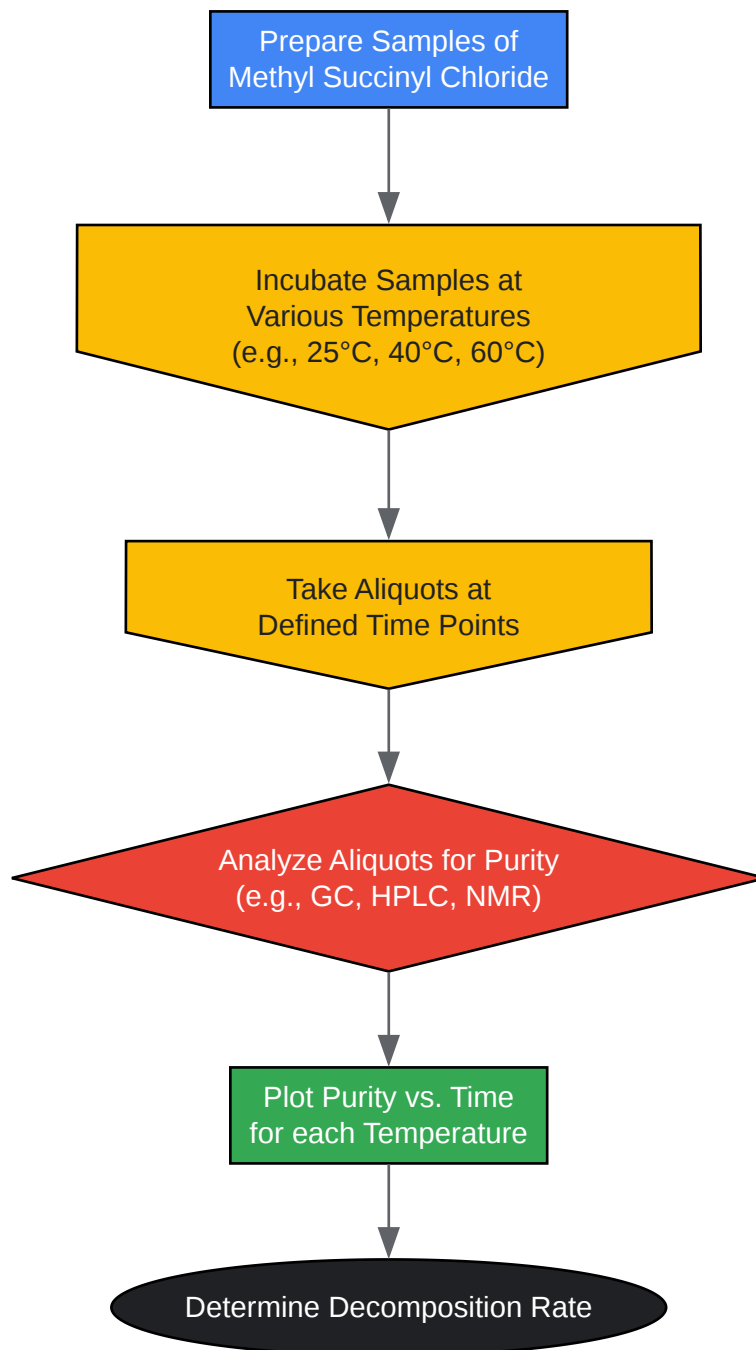 Prepare Samples of
Methyl Succinyl Chloride
Incubate Samples at
Various Temperatures
(e.g., 25°C, 40°C, 60°C)
Take Aliquots at
Defined Time Points
Analyze Aliquots for Purity
(e.g., GC, HPLC, NMR)
Plot Purity vs. Time
for each Temperature
Determine Decomposition Rate